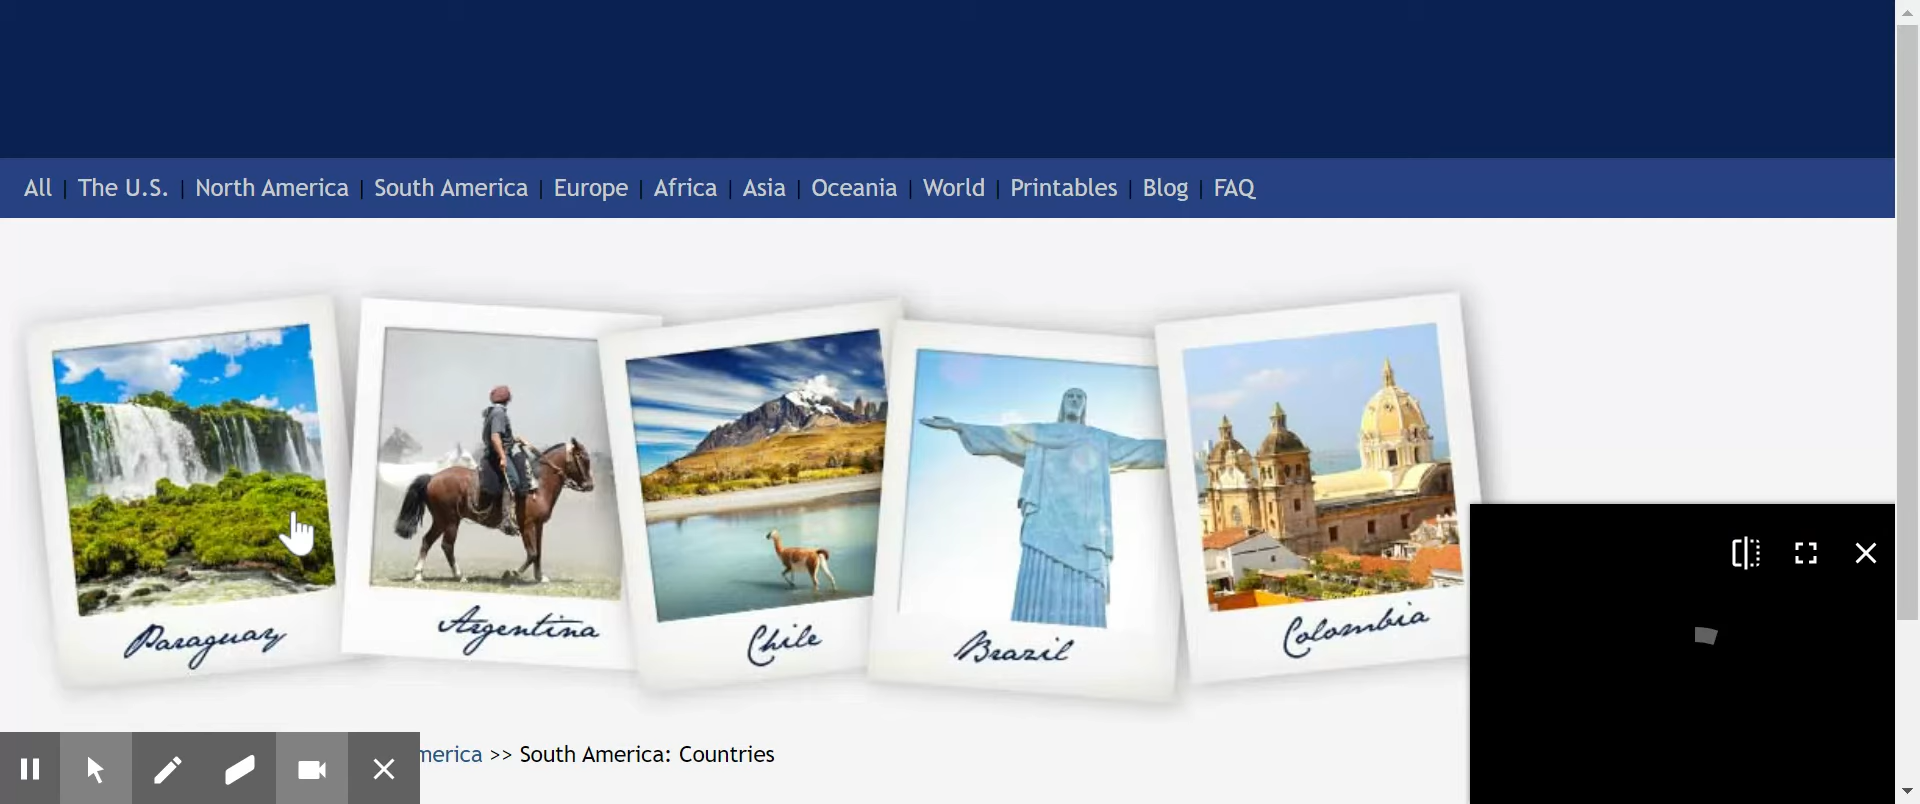 All | The U.S. | North America | South America | Europe | Africa | Asia | Oceania | World | Printables | Blog | FAQ
Paraguay
Argentina
Chile
Brazil
Colombia
merica >> South America: Countries